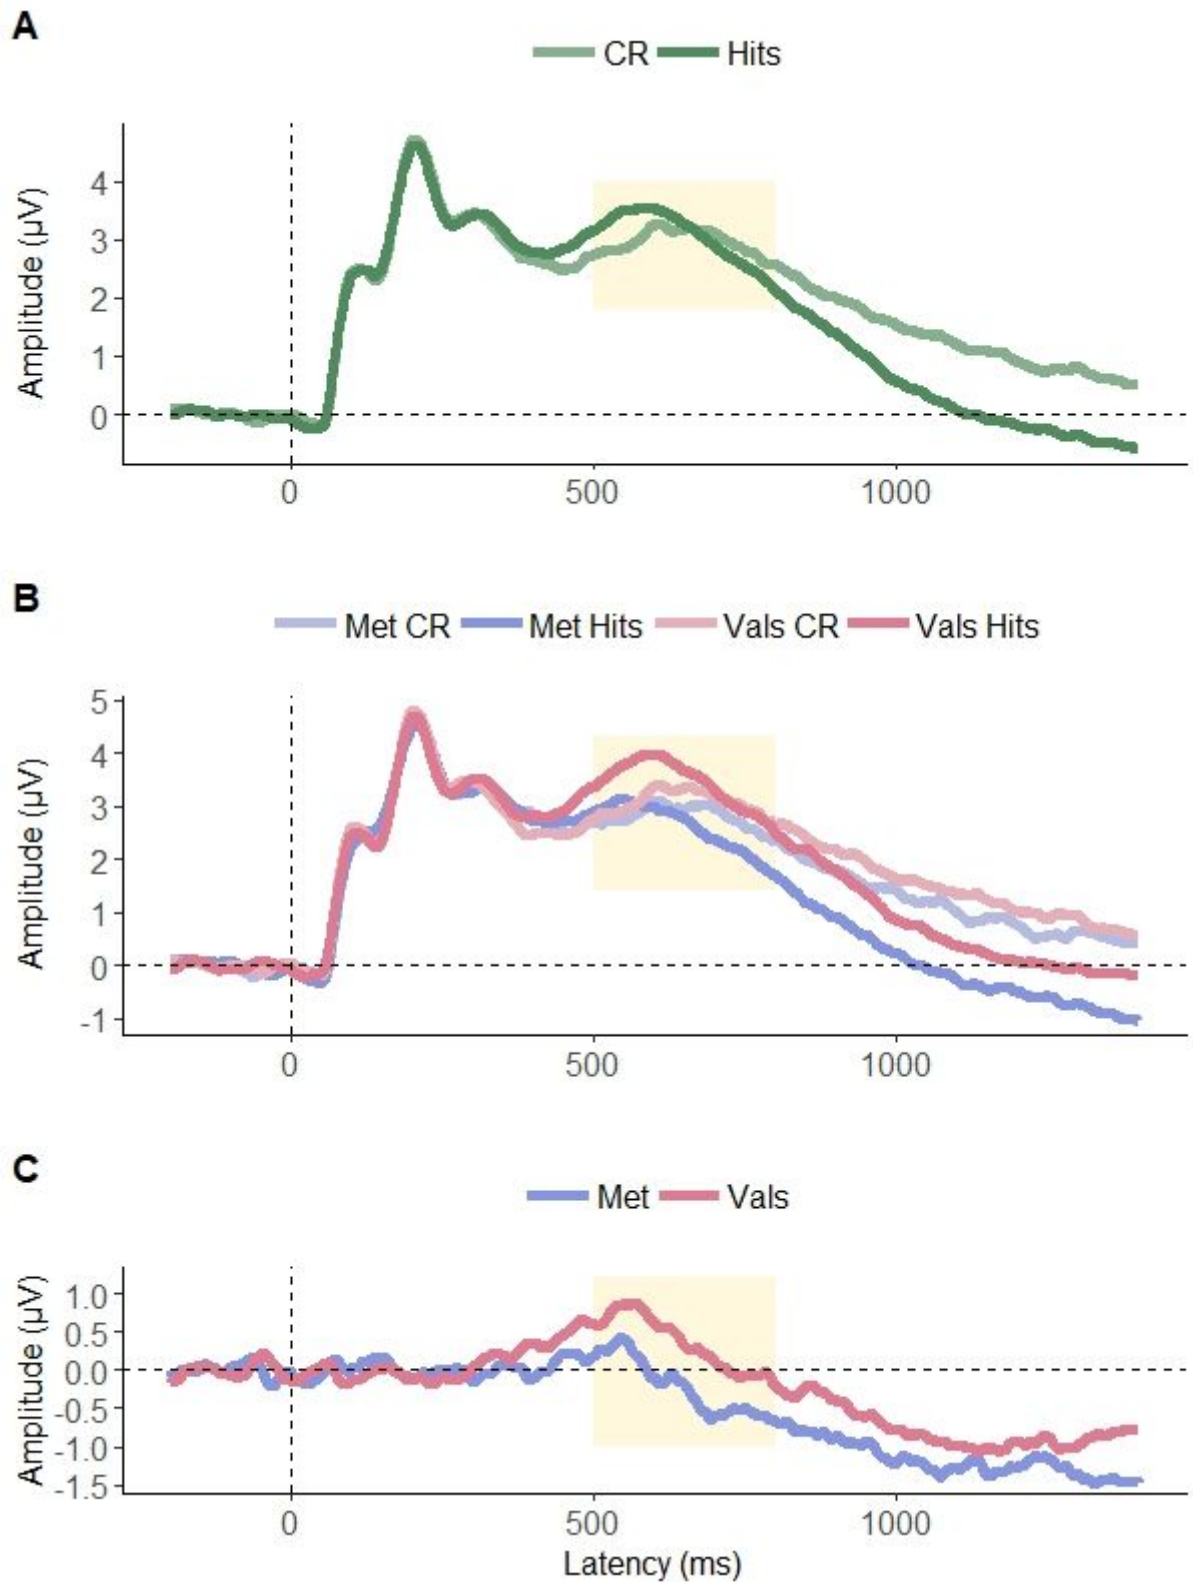 A
CR Hits
Amplitude (µV)
4
3
2
1
0
0 500 1000
B
Met CR Met Hits Vals CR Vals Hits
Amplitude (µV)
5
4
3
2
1
0
-1
0 500 1000
C
Met Vals
Amplitude (µV)
1.0
0.5
0.0
-0.5
-1.0
-1.5
0 500 1000
Latency (ms)